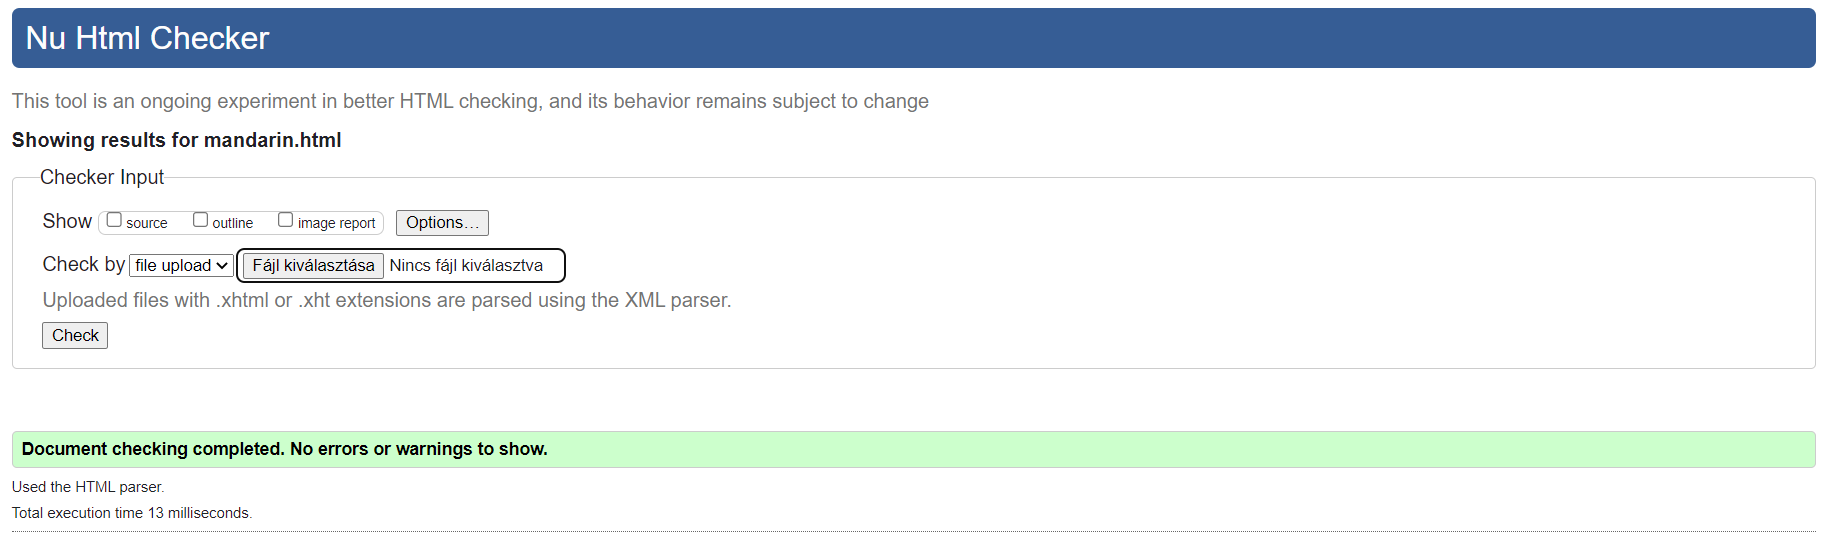 Nu Html Checker
This tool is an ongoing experiment in better HTML checking, and its behavior remains subject to change
Showing results for mandarin.html
Checker Input
Show source outline image report Options...
Check by file upload Fájl kiválasztása Nincs fájl kiválasztva
Uploaded files with .xhtml or .xht extensions are parsed using the XML parser.
Check
Document checking completed. No errors or warnings to show.
Used the HTML parser.
Total execution time 13 milliseconds.